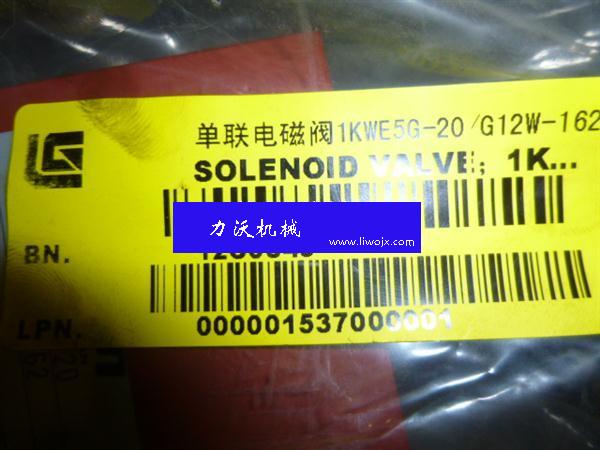 单联电磁阀1KWE5G-20/G12W-162
SOLENOID VALVE; 1K...
力沃机械
www.liwojx.com
BN.
LPN.
000001537000001